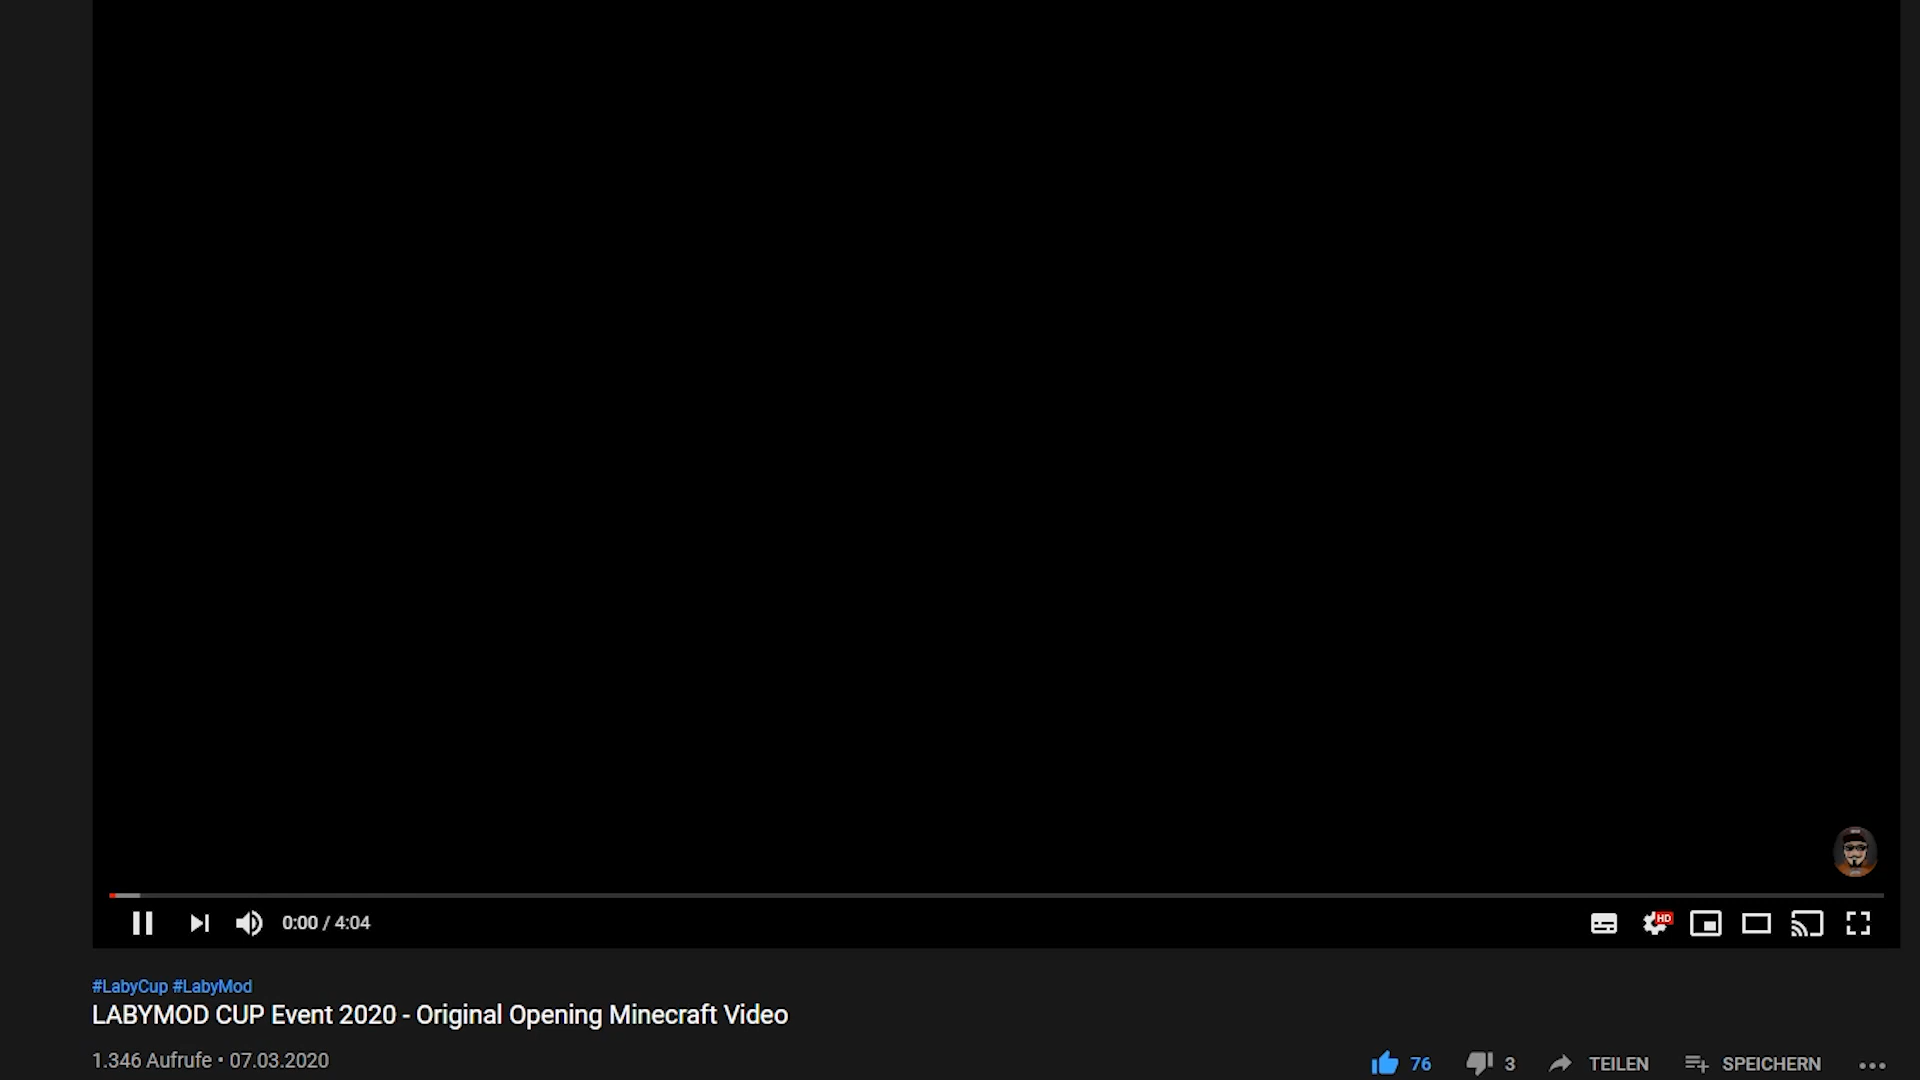 0:00 / 4:04
HD
#LabyCup #LabyMod
LABYMOD CUP Event 2020 - Original Opening Minecraft Video
1.346 Aufrufe • 07.03.2020
76
3
TEILEN
SPEICHERN